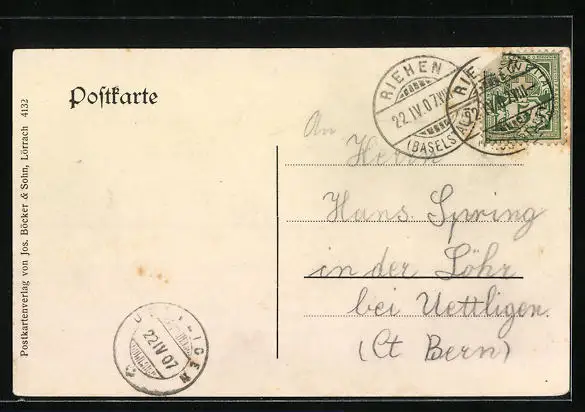 Postkarte
RIEHEN
22.IV.07.VIII
(BASELST
An
Herrn
Hans Spring
in der Löhr
bei Uettligen.
(Ct Bern)
22 IV 07
Postkartenverlag von Jos. Böcker & Sohn, Lörrach 4132